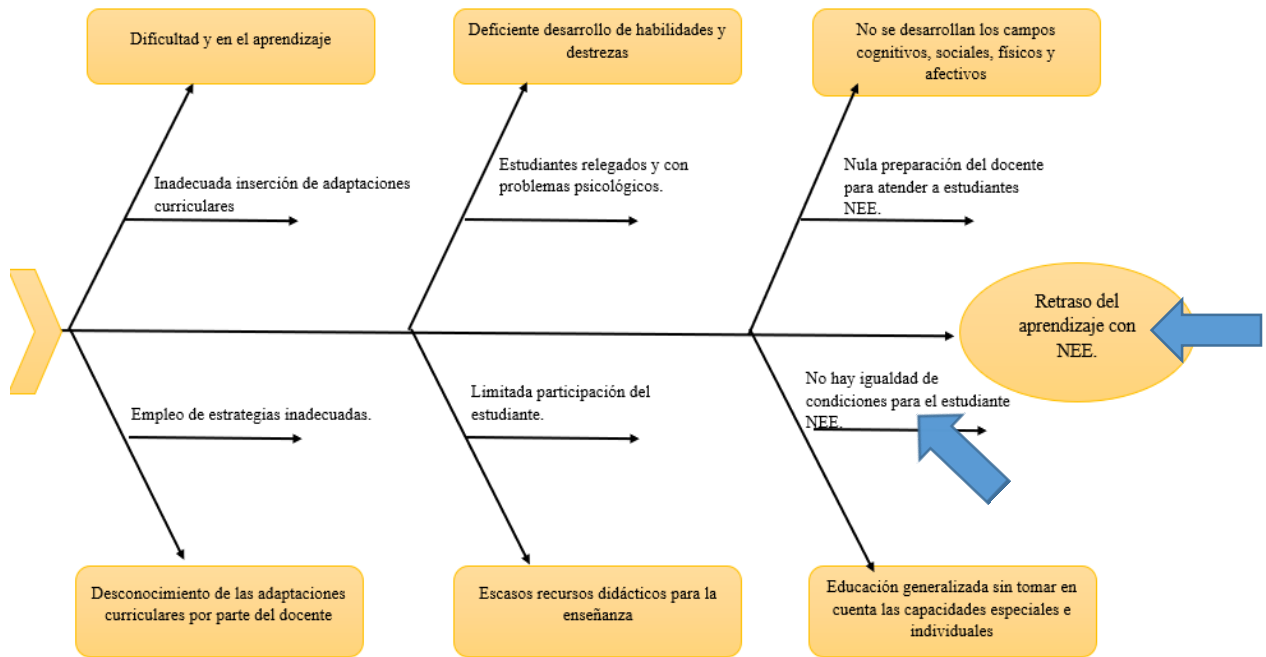 Dificultad y en el aprendizaje
Deficiente desarrollo de habilidades y
destrezas
No se desarrollan los campos
cognitivos, sociales, físicos y
afectivos
Inadecuada inserción de adaptaciones
curriculares
Estudiantes relegados y con
problemas psicológicos.
Nula preparación del docente
para atender a estudiantes
NEE.
Retraso del
aprendizaje con
NEE.
Empleo de estrategias inadecuadas.
Limitada participación del
estudiante.
No hay igualdad de
condiciones para el estudiante
NEE.
Desconocimiento de las adaptaciones
curriculares por parte del docente
Escasos recursos didácticos para la
enseñanza
Educación generalizada sin tomar en
cuenta las capacidades especiales e
individuales